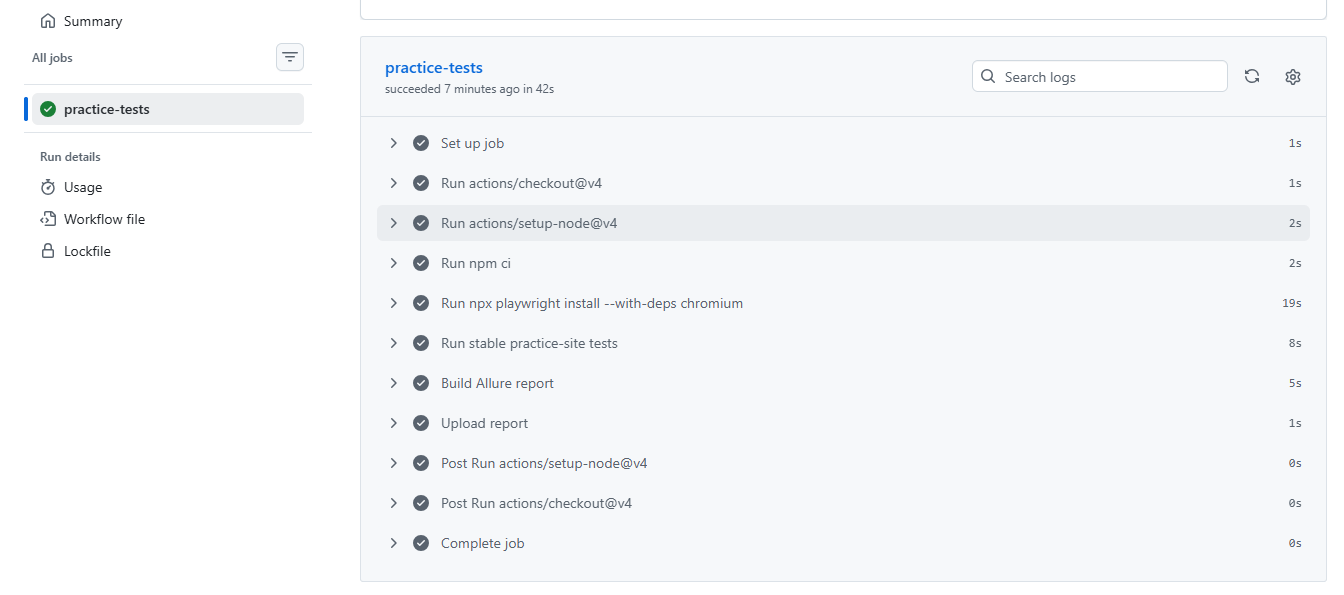 Summary
All jobs
practice-tests
Run details
Usage
Workflow file
Lockfile
practice-tests
succeeded 7 minutes ago in 42s
Search logs
Set up job 1s
Run actions/checkout@v4 1s
Run actions/setup-node@v4 2s
Run npm ci 2s
Run npx playwright install --with-deps chromium 19s
Run stable practice-site tests 8s
Build Allure report 5s
Upload report 1s
Post Run actions/setup-node@v4 0s
Post Run actions/checkout@v4 0s
Complete job 0s